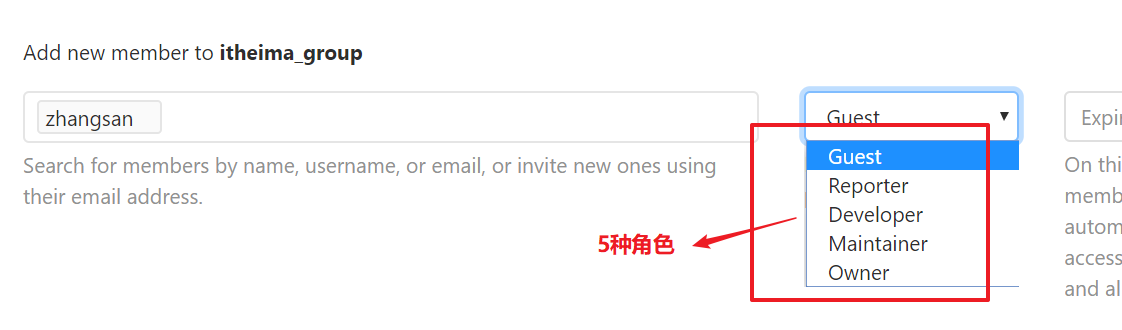 Add new member to itheima_group
zhangsan
Guest
Search for members by name, username, or email, or invite new ones using
their email address.
Guest
Reporter
Developer
Maintainer
Owner
5种角色
Expir
On thi
memb
autom
access
and al